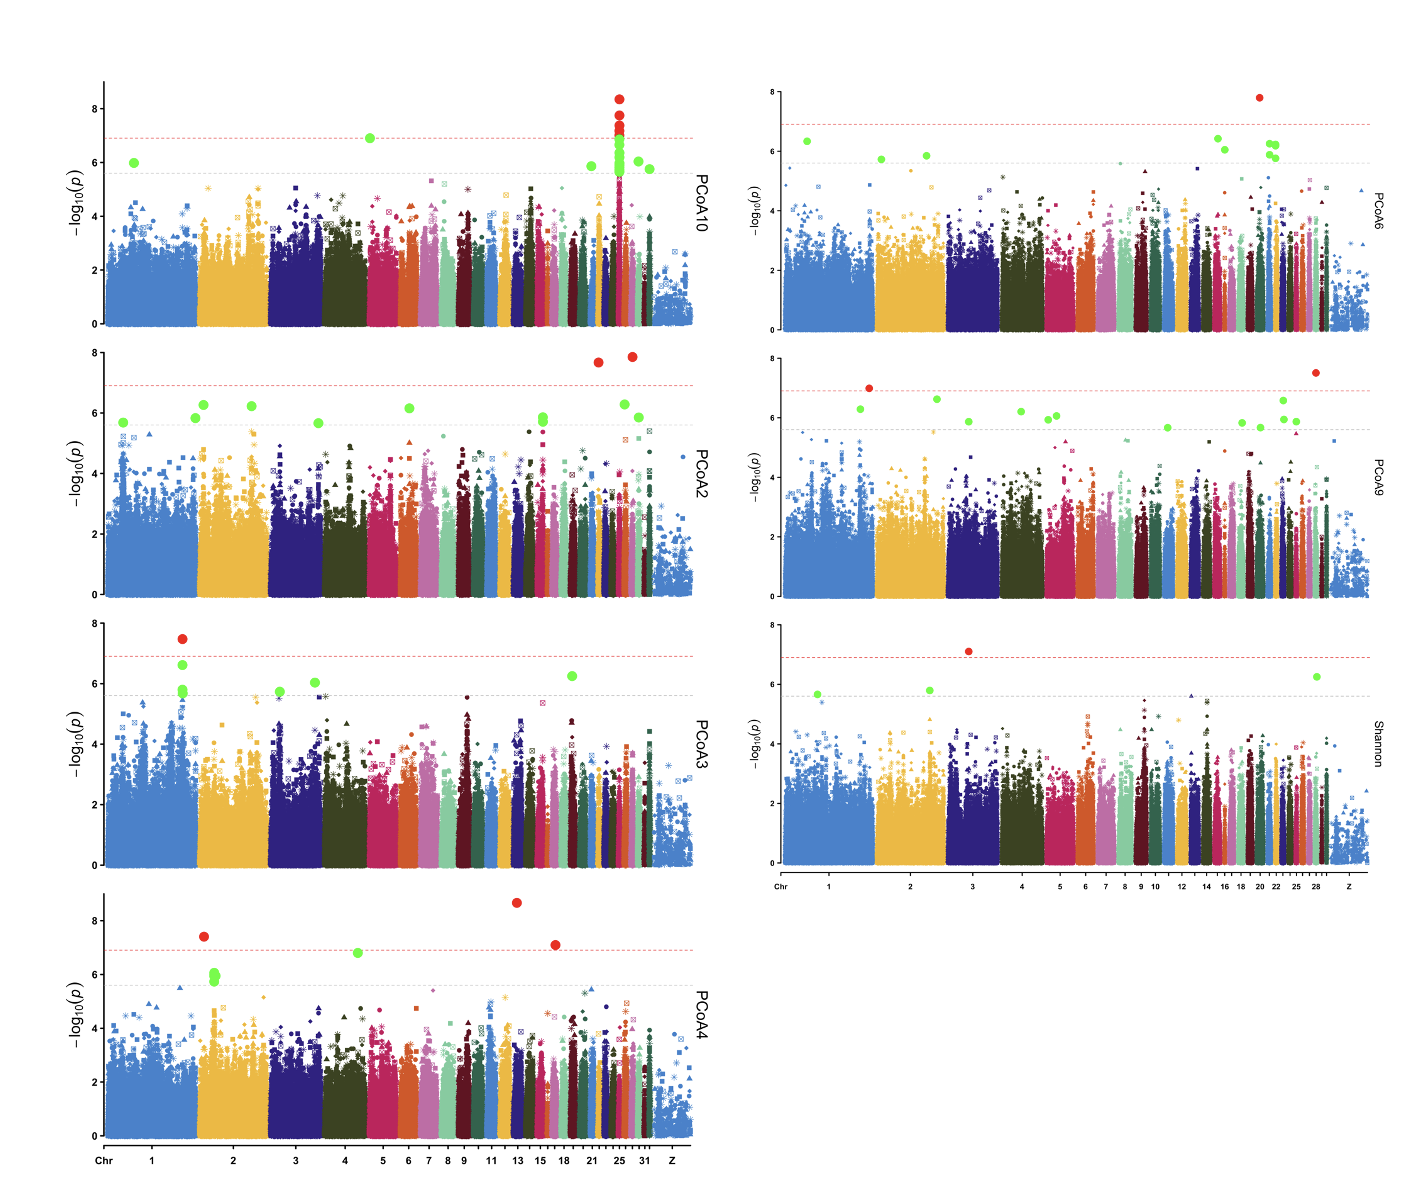 8
6
4
2
0
−log10(p)
PCoA10
8
6
4
2
0
−log10(p)
PCoA2
8
6
4
2
0
−log10(p)
PCoA3
8
6
4
2
0
−log10(p)
PCoA4
Chr 1 2 3 4 5 6 7 8 9 11 13 15 18 21 25 31 Z
8
6
4
2
0
−log10(p)
PCoA6
8
6
4
2
0
−log10(p)
PCoA9
8
6
4
2
0
−log10(p)
Shannon
Chr 1 2 3 4 5 6 7 8 9 10 12 14 16 18 20 22 25 28 Z